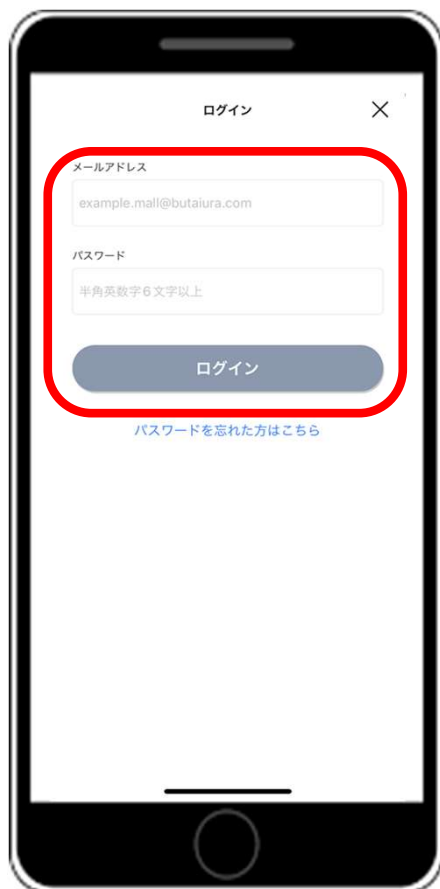 ログイン
メールアドレス
example.mall@butaiura.com
パスワード
半角英数字6文字以上
ログイン
パスワードを忘れた方はこちら